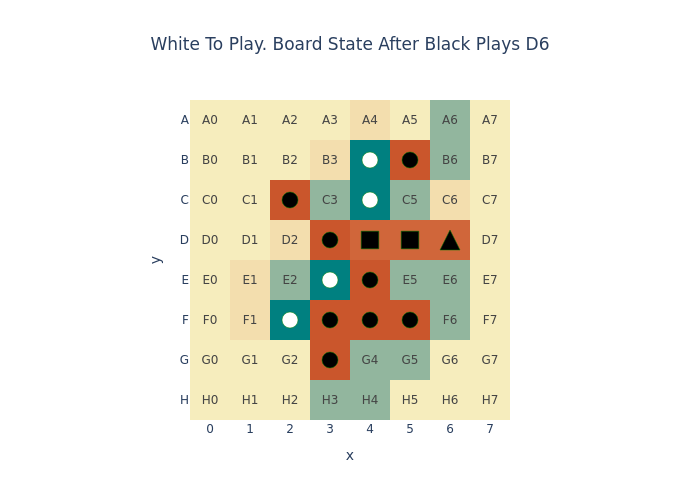 White To Play. Board State After Black Plays D6
A A0 A1 A2 A3 A4 A5 A6 A7
B B0 B1 B2 B3 B6 B7
C C0 C1 C3 C5 C6 C7
D D0 D1 D2 D7
E E0 E1 E2 E5 E6 E7
F F0 F1 F6 F7
G G0 G1 G2 G4 G5 G6 G7
H H0 H1 H2 H3 H4 H5 H6 H7
0 1 2 3 4 5 6 7
x
y